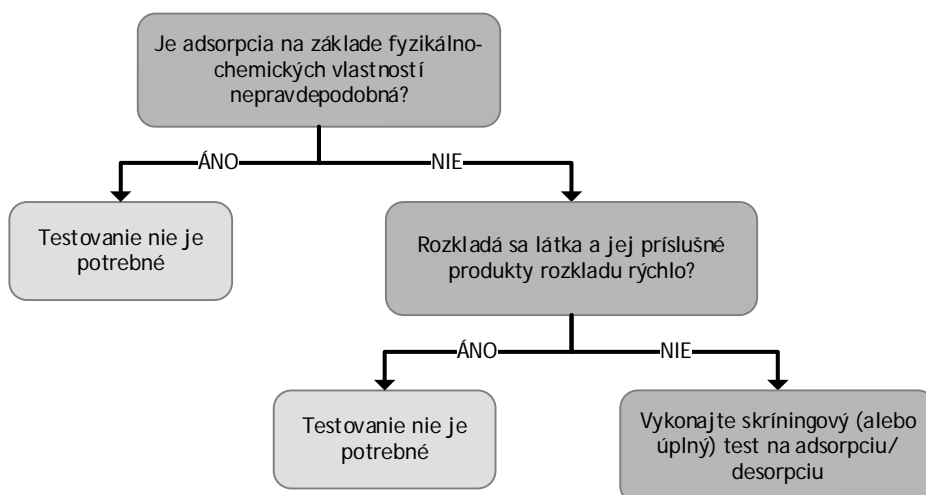 Je adsorpcia na základe fyzikálno-
chemických vlastností
nepravdepodobná?
ÁNO
NIE
Testovanie nie je
potrebné
Rozkladá sa látka a jej príslušné
produkty rozkladu rýchlo?
ÁNO
NIE
Testovanie nie je
potrebné
Vykonajte skríningový (alebo
úplný) test na adsorpciu/
desorpciu